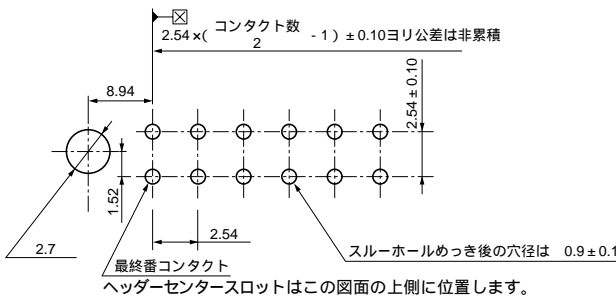 X
2.54×( コンタクト数 / 2 - 1 ) ±0.10ヨリ公差は非累積
8.94
2.54±0.10
1.52
2.54
2.7
スルーホールめっき後の穴径は 0.9±0.1
最終番コンタクト
ヘッダーセンタースロットはこの図面の上側に位置します。